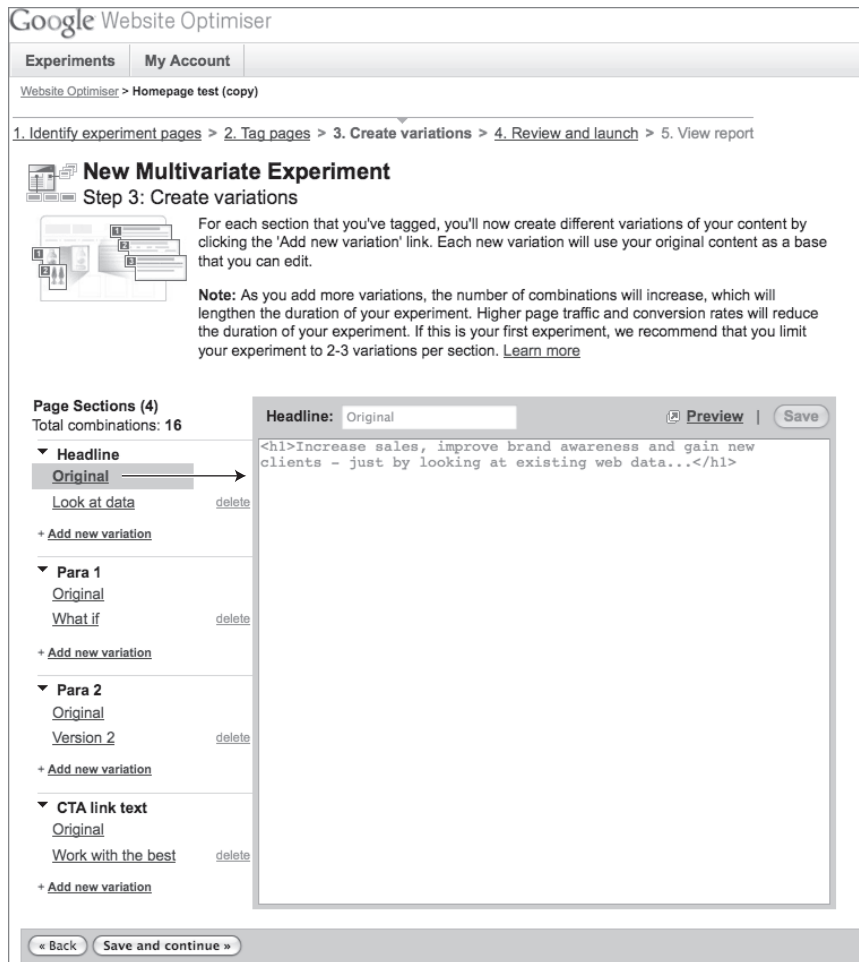 Google Website Optimiser
Experiments My Account
Website Optimiser > Homepage test (copy)
1. Identify experiment pages > 2. Tag pages > 3. Create variations > 4. Review and launch > 5. View report
New Multivariate Experiment
Step 3: Create variations
1
2
3
1
2
For each section that you've tagged, you'll now create different variations of your content by
clicking the 'Add new variation' link. Each new variation will use your original content as a base
that you can edit.
Note: As you add more variations, the number of combinations will increase, which will
lengthen the duration of your experiment. Higher page traffic and conversion rates will reduce
the duration of your experiment. If this is your first experiment, we recommend that you limit
your experiment to 2-3 variations per section. Learn more
Page Sections (4)
Total combinations: 16
Headline
Original
Look at data delete
+ Add new variation
Para 1
Original
What if delete
+ Add new variation
Para 2
Original
Version 2 delete
+ Add new variation
CTA link text
Original
Work with the best delete
+ Add new variation
Headline: Original Preview | Save
<h1>Increase sales, improve brand awareness and gain new
clients - just by looking at existing web data...</h1>
« Back Save and continue »